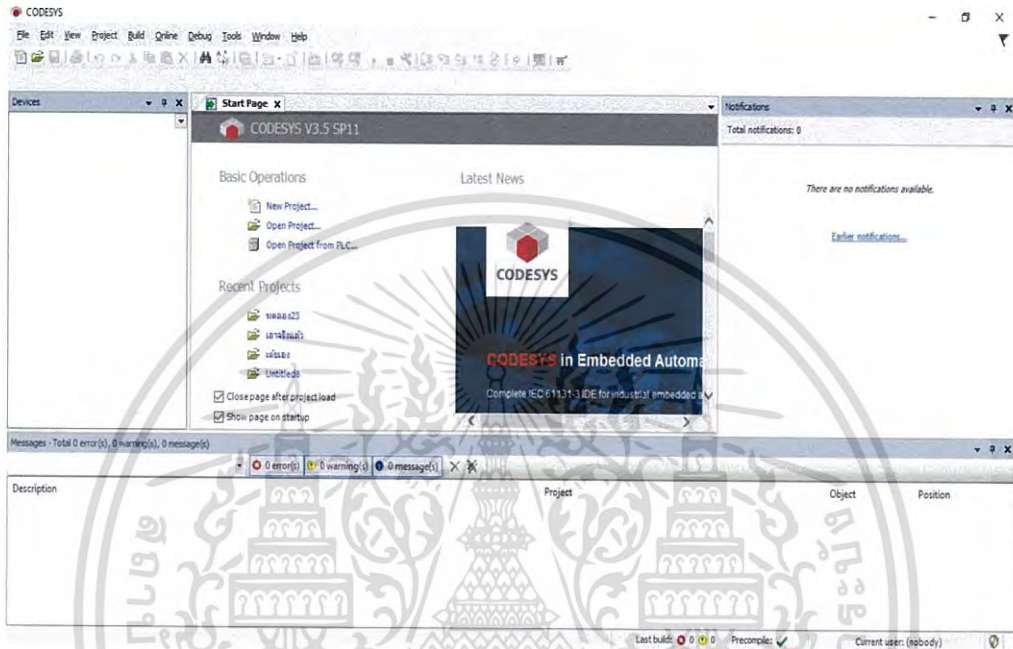 CODESYS
File Edit View Project Build Online Debug Tools Window Help
Devices
Start Page
Notifications
CODESYS V3.5 SP11
Total notifications: 0
Basic Operations
Latest News
There are no notifications available.
New Project...
Open Project...
Earlier notifications...
Open Project from PLC...
CODESYS
Recent Projects
Untitled8
CODESYS in Embedded Automa
Complete IEC 61131-3 IDE for industrial embedded a
Close page after project load
Show page on startup
Messages - Total 0 error(s), 0 warning(s), 0 message(s)
0 error(s) 0 warning(s) 0 message(s)
Description Project Object Position
Last build: 0 0 Precompile: Current user: (nobody)